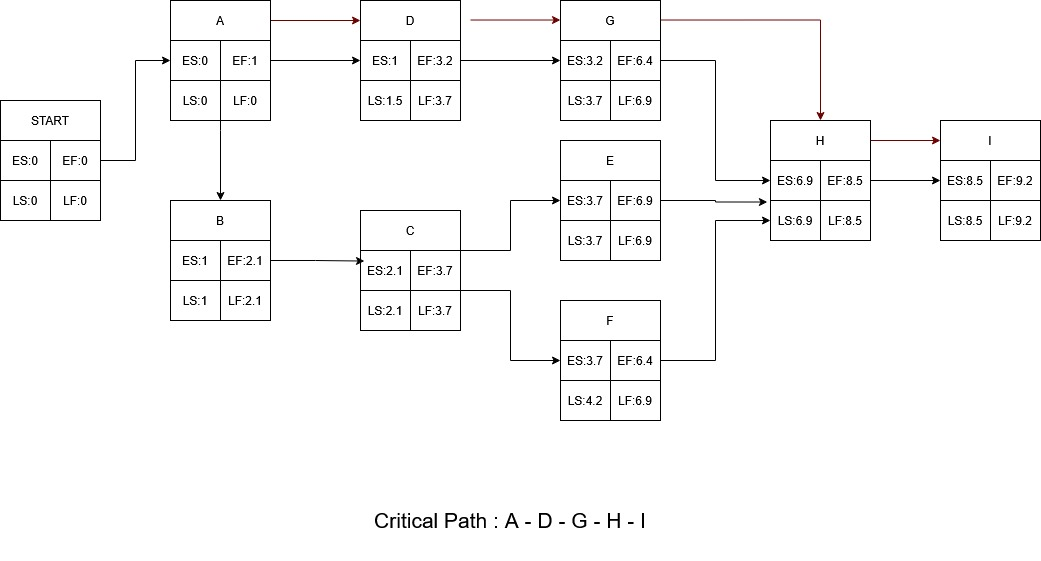 A
ES:0 EF:1
LS:0 LF:0
D
ES:1 EF:3.2
LS:1.5 LF:3.7
G
ES:3.2 EF:6.4
LS:3.7 LF:6.9
START
ES:0 EF:0
LS:0 LF:0
H
ES:6.9 EF:8.5
LS:6.9 LF:8.5
I
ES:8.5 EF:9.2
LS:8.5 LF:9.2
B
ES:1 EF:2.1
LS:1 LF:2.1
C
ES:2.1 EF:3.7
LS:2.1 LF:3.7
E
ES:3.7 EF:6.9
LS:3.7 LF:6.9
F
ES:3.7 EF:6.4
LS:4.2 LF:6.9
Critical Path : A - D - G - H - I